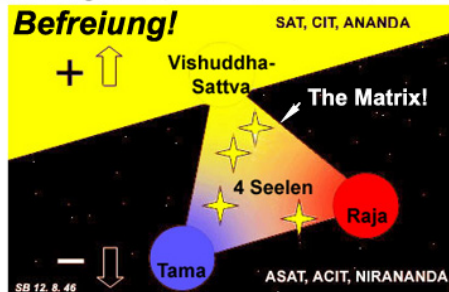 Befreiung!
SAT, CIT, ANANDA
+
Vishuddha-
Sattva
The Matrix!
4 Seelen
Raja
–
Tama
ASAT, ACIT, NIRANANDA
SB 12. 8. 46